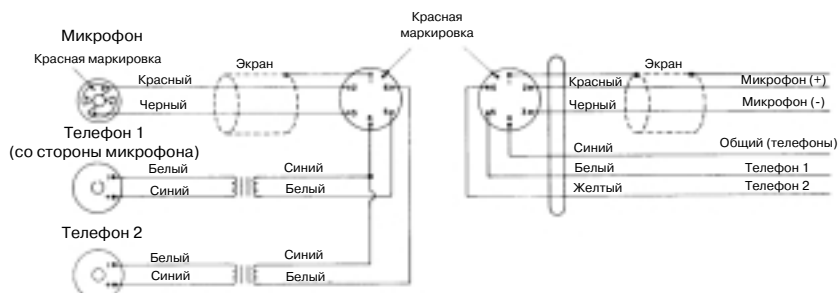 Микрофон
Красная маркировка
Красный
Черный
Экран
Красная
маркировка
Телефон 1
(со стороны микрофона)
Белый
Синий
Синий
Белый
Телефон 2
Белый
Синий
Синий
Белый
Экран
Красный
Микрофон (+)
Черный
Микрофон (-)
Синий
Общий (телефоны)
Белый
Телефон 1
Желтый
Телефон 2